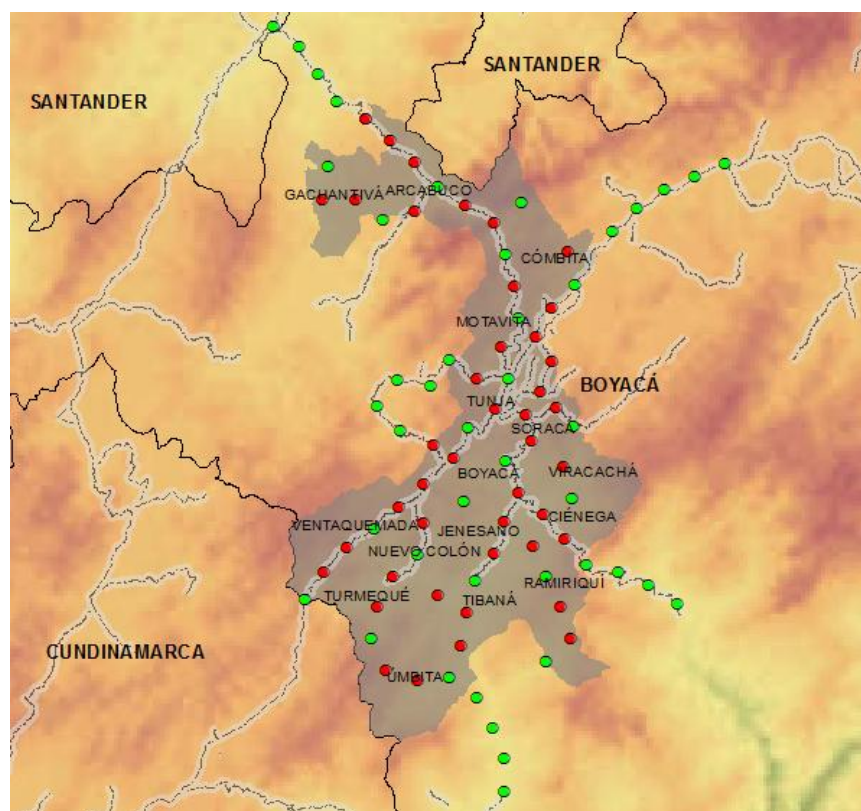 SANTANDER
SANTANDER
GACHANTIVÁ
ARCABUCO
CÓMBITA
MOTAVITA
BOYACÁ
TUNJA
SORACÁ
BOYACÁ
VIRACACHÁ
VENTAQUEMADA
JENESANO
CIÉNEGA
NUEVO COLÓN
RAMIRIQUÍ
TURMEQUÉ
TIBANÁ
CUNDINAMARCA
ÚMBITA